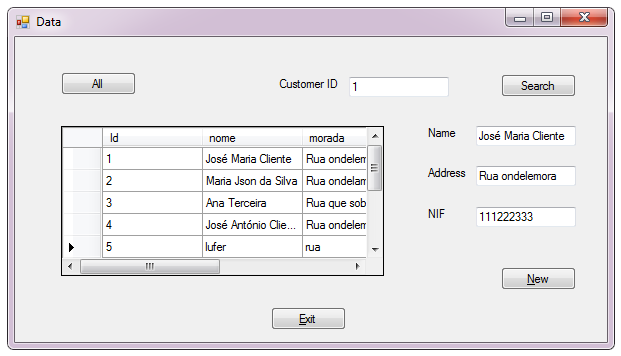 Data
All
Customer ID
1
Search
Id nome morada
1 José Maria Cliente Rua ondelem
2 Maria Json da Silva Rua ondelam
3 Ana Terceira Rua que sob
4 José António Clie... Rua ondelem
5 lufer rua
Name
José Maria Cliente
Address
Rua ondelemora
NIF
111222333
New
Exit